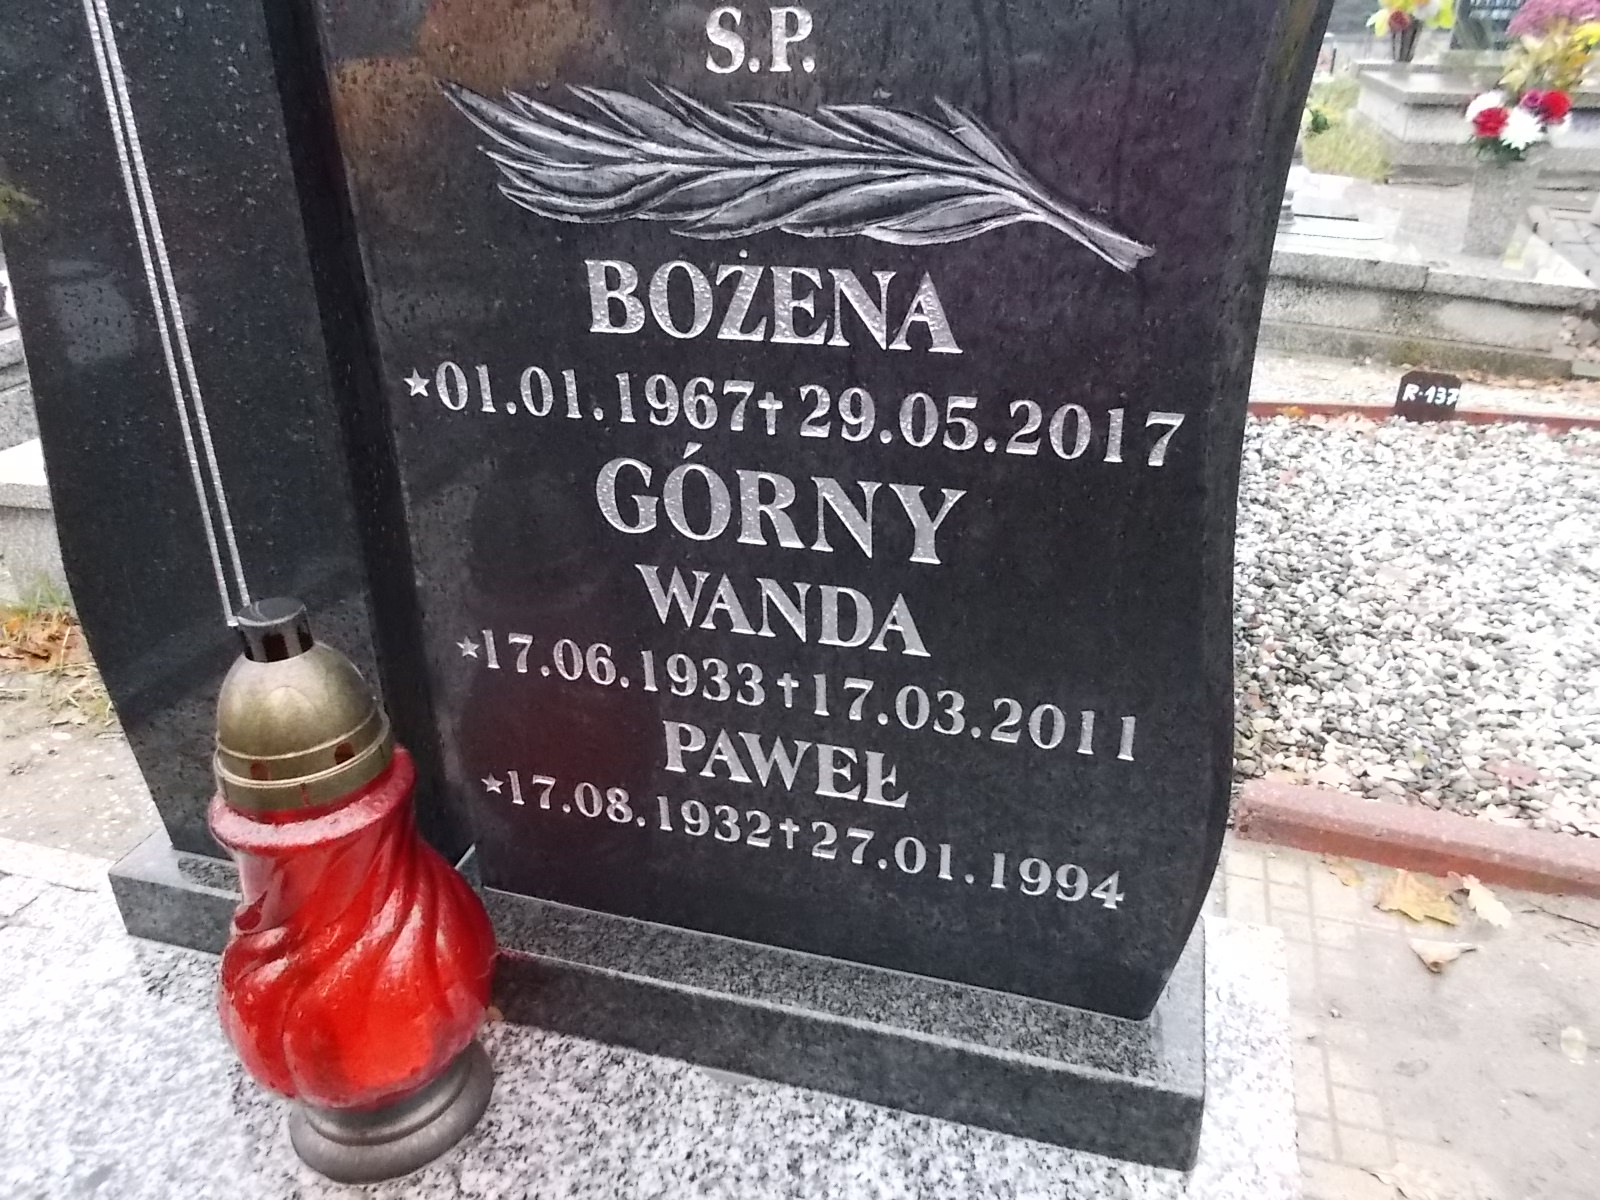 S.P.
BOŻENA
★01.01.1967✝29.05.2017
GÓRNY
WANDA
★17.06.1933✝17.03.2011
PAWEŁ
★17.08.1932✝27.01.1994
R-137